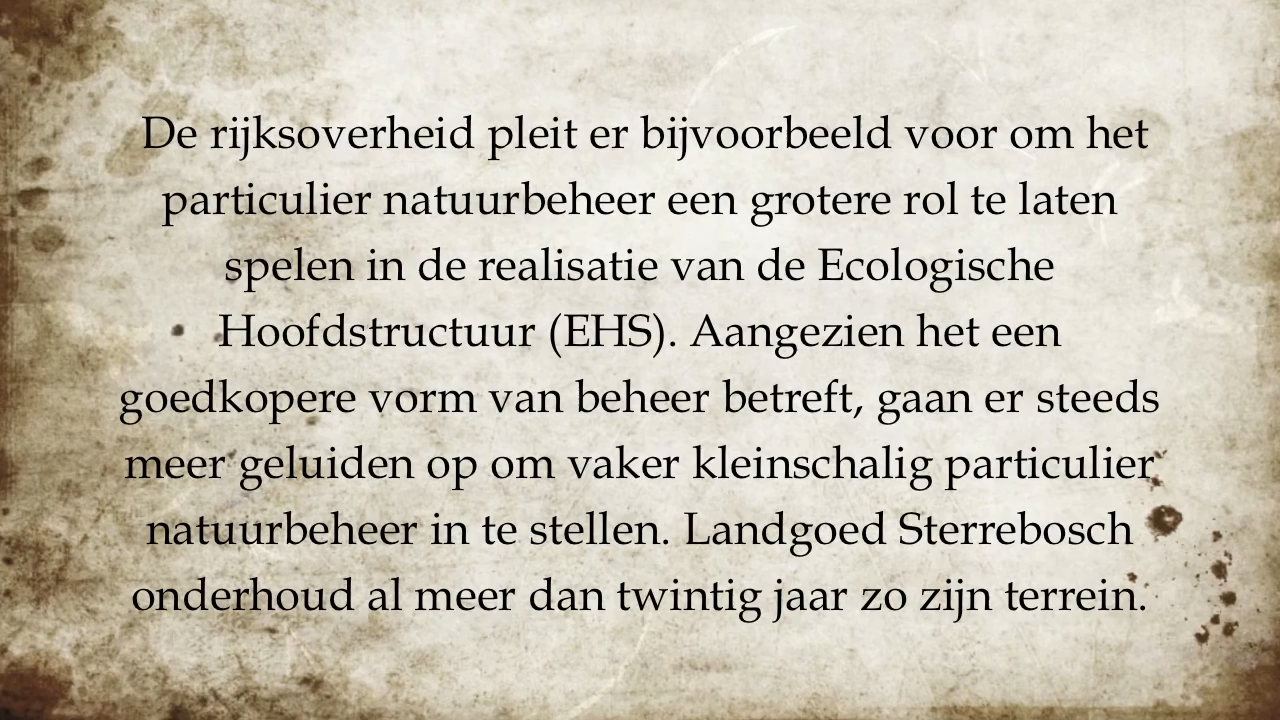 De rijksoverheid pleit er bijvoorbeeld voor om het
particulier natuurbeheer een grotere rol te laten
spelen in de realisatie van de Ecologische
Hoofdstructuur (EHS). Aangezien het een
goedkopere vorm van beheer betreft, gaan er steeds
meer geluiden op om vaker kleinschalig particulier
natuurbeheer in te stellen. Landgoed Sterrebosch
onderhoud al meer dan twintig jaar zo zijn terrein.